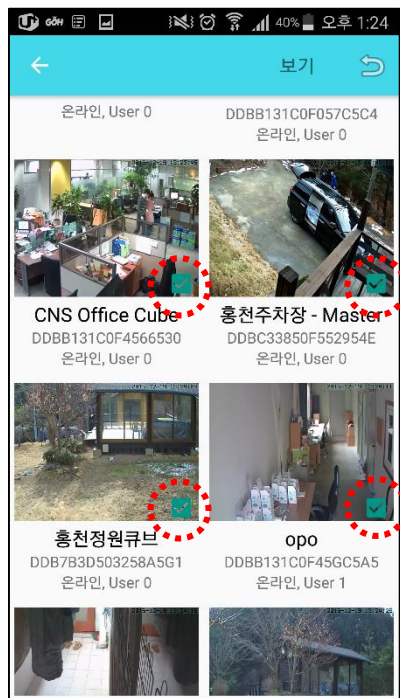 GÖH 40% 오후 1:24
보기
온라인, User 0
DDBB131C0F057C5C4
온라인, User 0
CNS Office Cube
DDBB131C0F4566530
온라인, User 0
홍천주차장 - Master
DDBC33850F552954E
온라인, User 0
홍천정원큐브
DDB7B3D503258A5G1
온라인, User 0
opo
DDBB131C0F45GC5A5
온라인, User 1